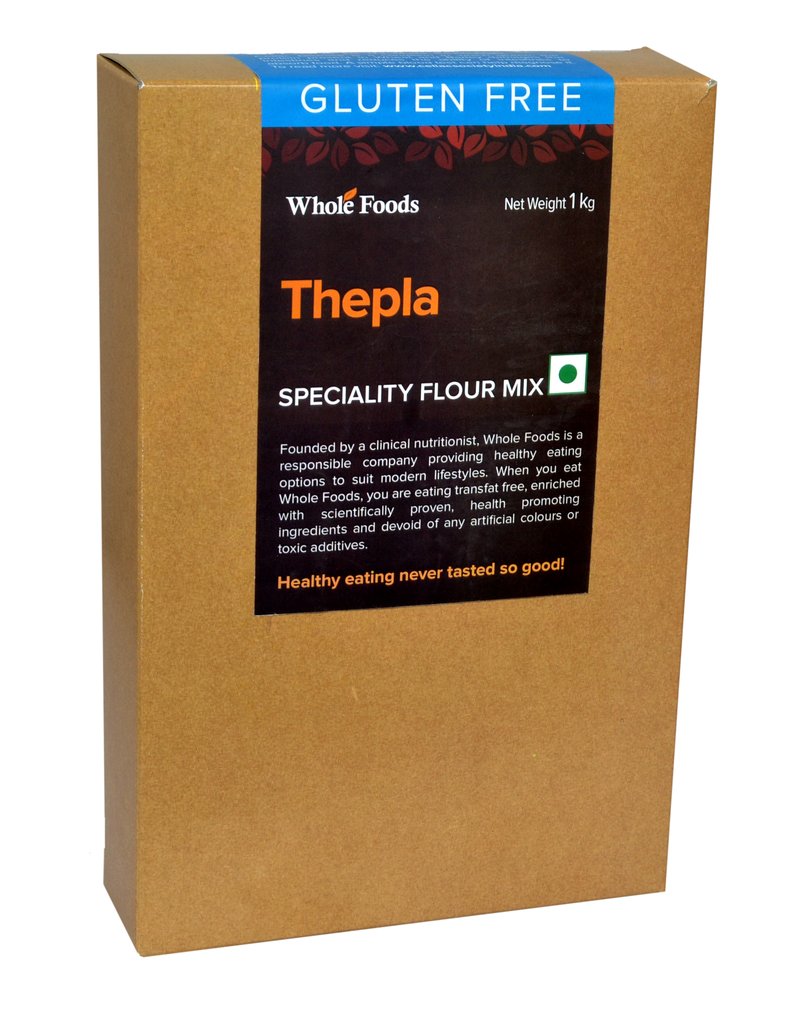 GLUTEN FREE
Whole Foods
Net Weight 1 kg
Thepla
SPECIALITY FLOUR MIX
Founded by a clinical nutritionist, Whole Foods is a
responsible company providing healthy eating
options to suit modern lifestyles. When you eat
Whole Foods, you are eating transfat free, enriched
with scientifically proven, health promoting
ingredients and devoid of any artificial colours or
toxic additives.
Healthy eating never tasted so good!